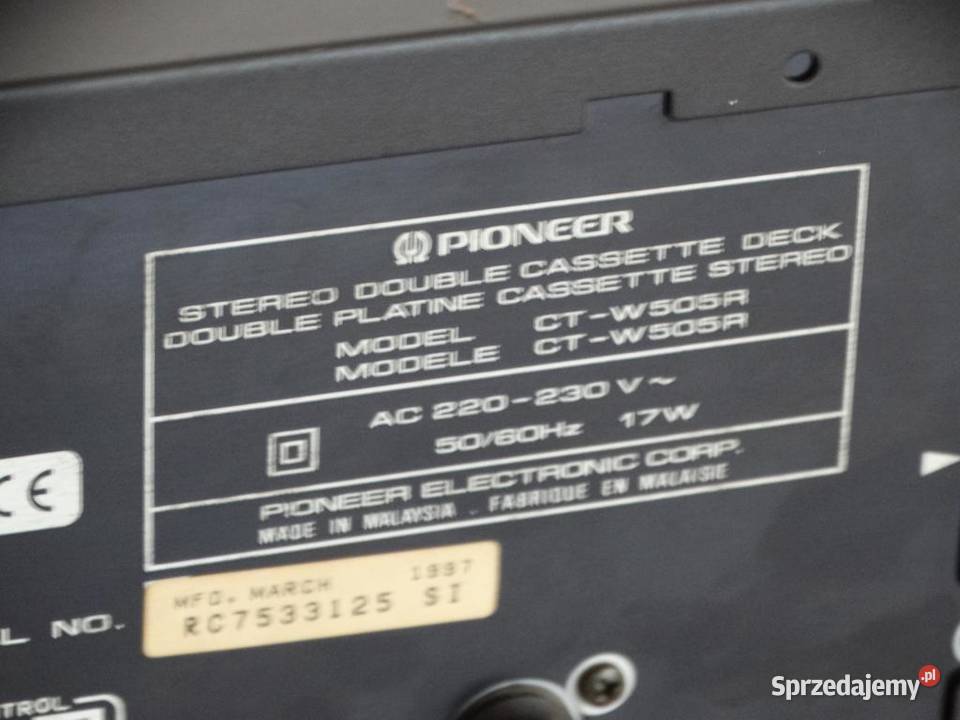 PIONEER
STEREO DOUBLE CASSETTE DECK
DOUBLE PLATINE CASSETTE STEREO
MODEL CT-W505R
MODELE CT-W505R
AC 220-230 V~
50/60Hz 17W
PIONEER ELECTRONIC CORP.
MADE IN MALAYSIA - FABRIQUE EN MALAISIE
CE
MFD. MARCH 1997
L NO. RC7533125 SI
TROL
Sprzedajemy.pl